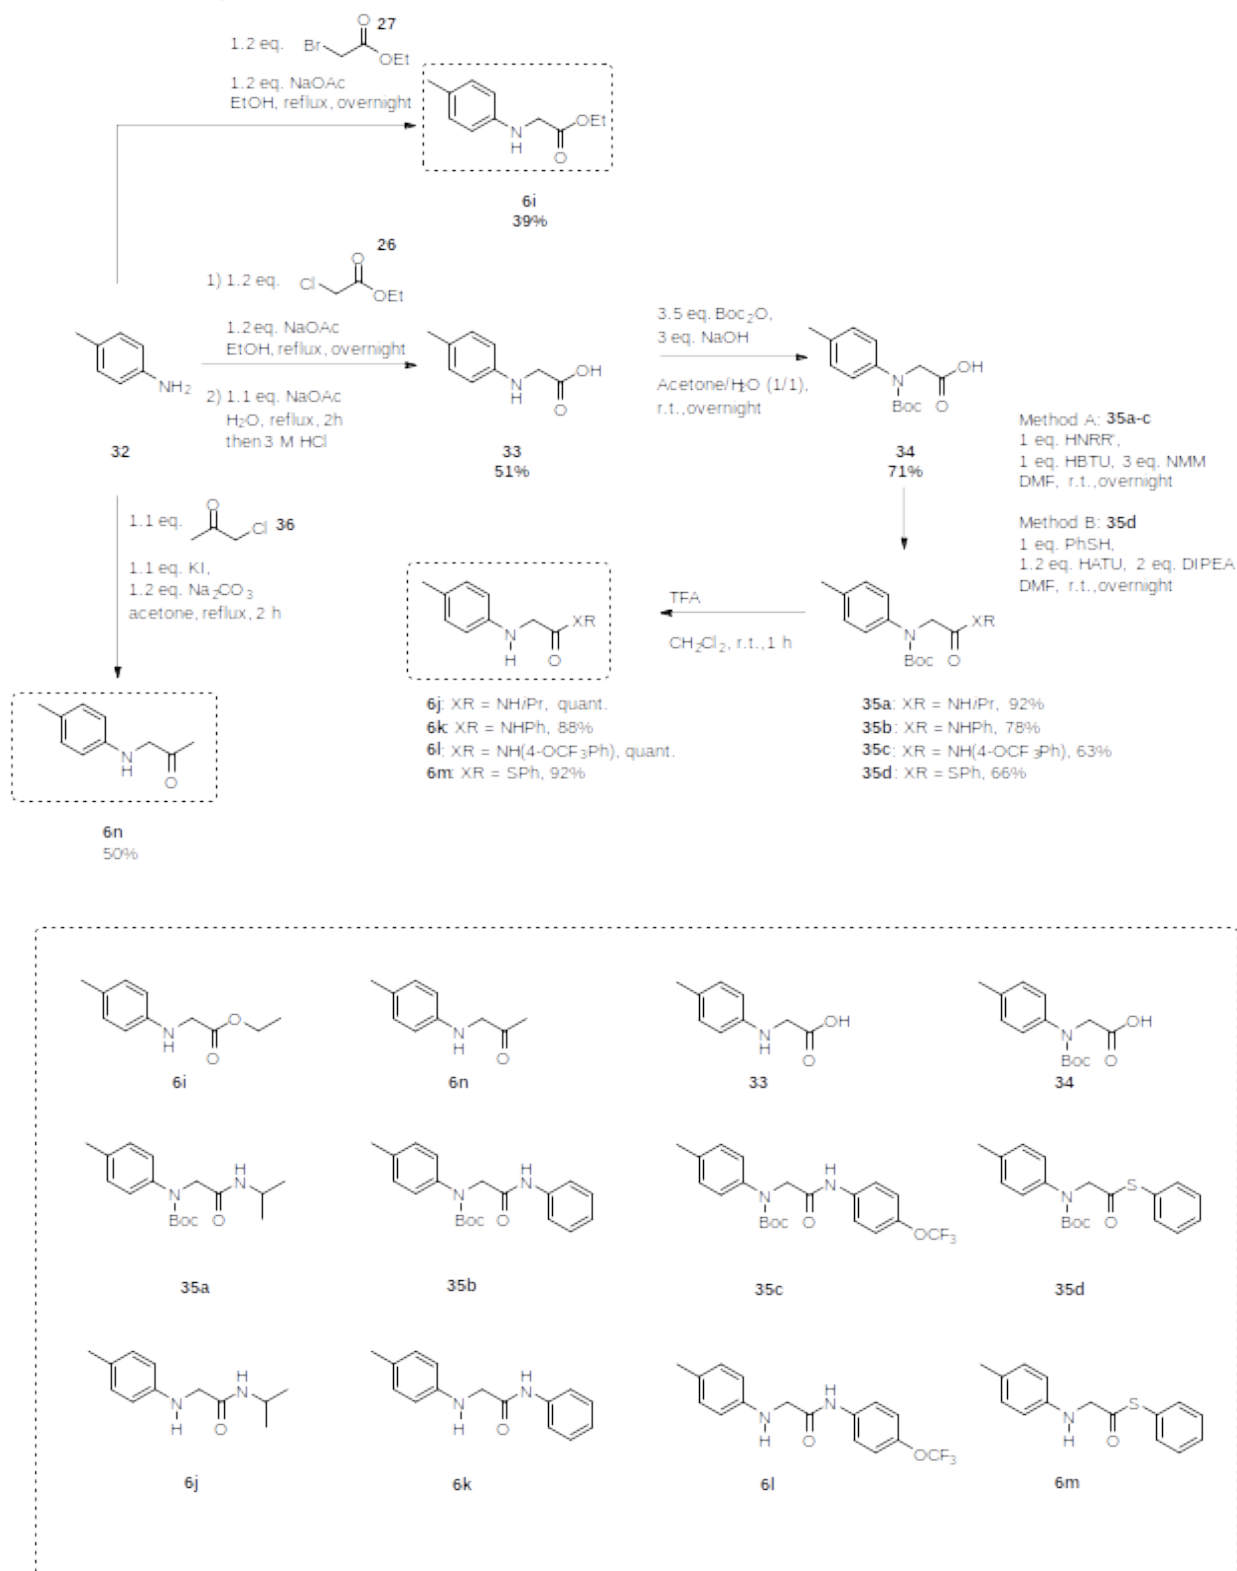 27
1.2 eq. Br O OEt
1.2 eq. NaOAc
EtOH, reflux, overnight
N H O OEt
6i
39%
26
1) 1.2 eq. Cl O OEt
1.2 eq. NaOAc
EtOH, reflux, overnight
2) 1.1 eq. NaOAc
H2O, reflux, 2h
then 3 M HCl
NH2
32
N H O OH
33
51%
3.5 eq. Boc2O,
3 eq. NaOH
Acetone/H2O (1/1),
r.t., overnight
N Boc O OH
34
71%
Method A: 35a-c
1 eq. HNRR',
1 eq. HBTU, 3 eq. NMM
DMF, r.t., overnight
Method B: 35d
1 eq. PhSH,
1.2 eq. HATU, 2 eq. DIPEA
DMF, r.t., overnight
1.1 eq. O Cl 36
1.1 eq. KI,
1.2 eq. Na2CO3
acetone, reflux, 2 h
N H O
6n
50%
TFA
CH2Cl2, r.t., 1 h
N H O XR
6j: XR = NHiPr, quant.
6k: XR = NHPh, 88%
6l: XR = NH(4-OCF3Ph), quant.
6m: XR = SPh, 92%
N Boc O XR
35a: XR = NHiPr, 92%
35b: XR = NHPh, 78%
35c: XR = NH(4-OCF3Ph), 63%
35d: XR = SPh, 66%
N H O O
6i
N H O
6n
N H O OH
33
N Boc O OH
34
N Boc O H N
35a
N Boc O H N
35b
N Boc O H N OCF3
35c
N Boc O S
35d
N H O N H
6j
N H O H N
6k
N H O H N OCF3
6l
N H O S
6m